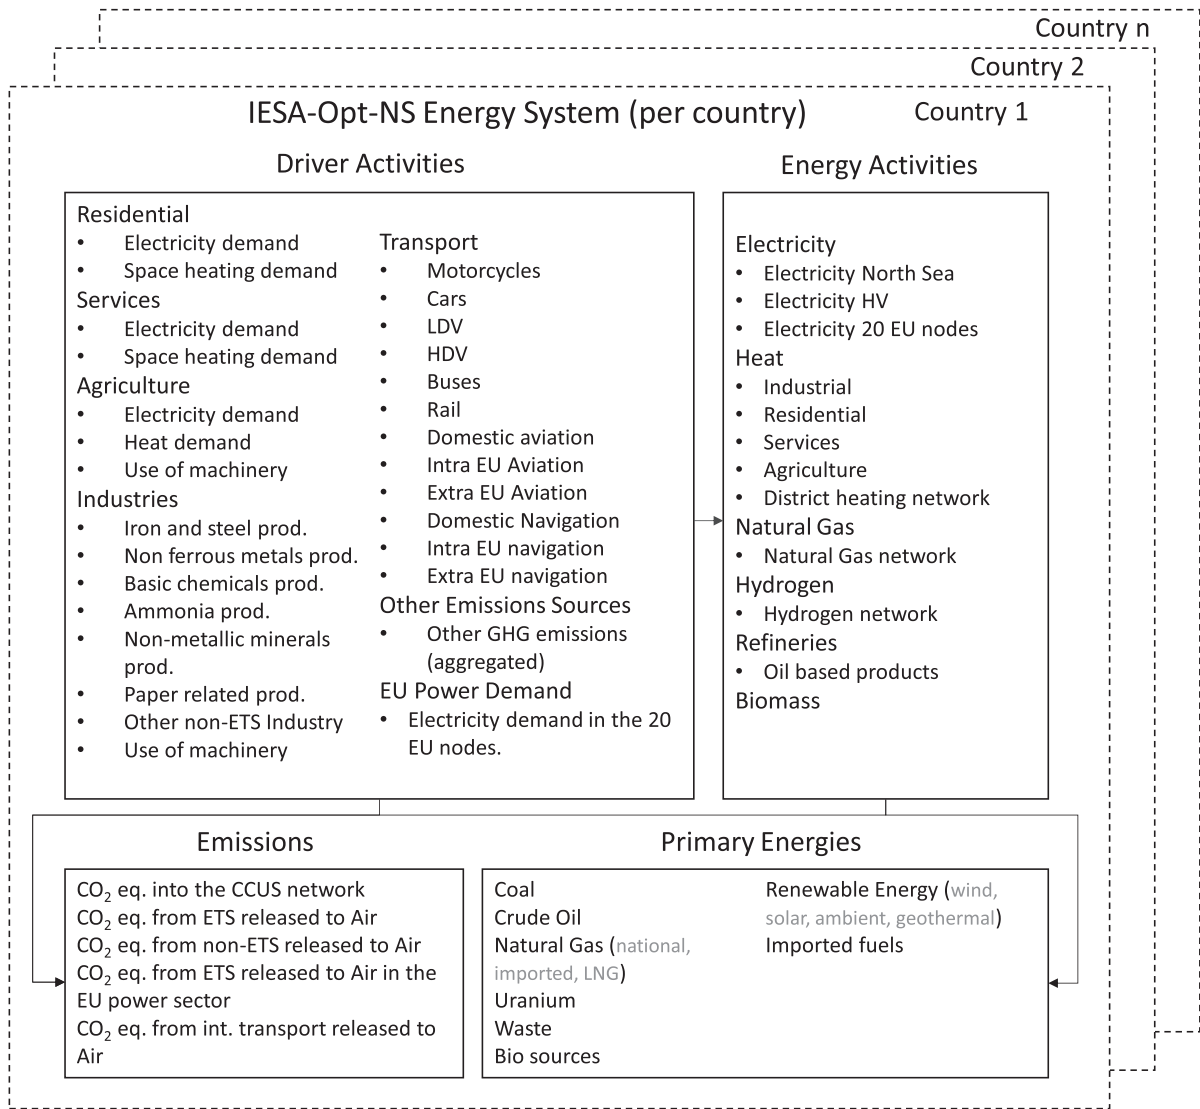 Country n
Country 2
Country 1
IESA-Opt-NS Energy System (per country)
Driver Activities
Residential
• Electricity demand
• Space heating demand
Services
• Electricity demand
• Space heating demand
Agriculture
• Electricity demand
• Heat demand
• Use of machinery
Industries
• Iron and steel prod.
• Non ferrous metals prod.
• Basic chemicals prod.
• Ammonia prod.
• Non-metallic minerals
prod.
• Paper related prod.
• Other non-ETS Industry
• Use of machinery
Transport
• Motorcycles
• Cars
• LDV
• HDV
• Buses
• Rail
• Domestic aviation
• Intra EU Aviation
• Extra EU Aviation
• Domestic Navigation
• Intra EU navigation
• Extra EU navigation
Other Emissions Sources
• Other GHG emissions
(aggregated)
EU Power Demand
• Electricity demand in the 20
EU nodes.
Energy Activities
Electricity
• Electricity North Sea
• Electricity HV
• Electricity 20 EU nodes
Heat
• Industrial
• Residential
• Services
• Agriculture
• District heating network
Natural Gas
• Natural Gas network
Hydrogen
• Hydrogen network
Refineries
• Oil based products
Biomass
Emissions
CO₂ eq. into the CCUS network
CO₂ eq. from ETS released to Air
CO₂ eq. from non-ETS released to Air
CO₂ eq. from ETS released to Air in the
EU power sector
CO₂ eq. from int. transport released to
Air
Primary Energies
Coal
Crude Oil
Natural Gas (national,
imported, LNG)
Uranium
Waste
Bio sources
Renewable Energy (wind,
solar, ambient, geothermal)
Imported fuels